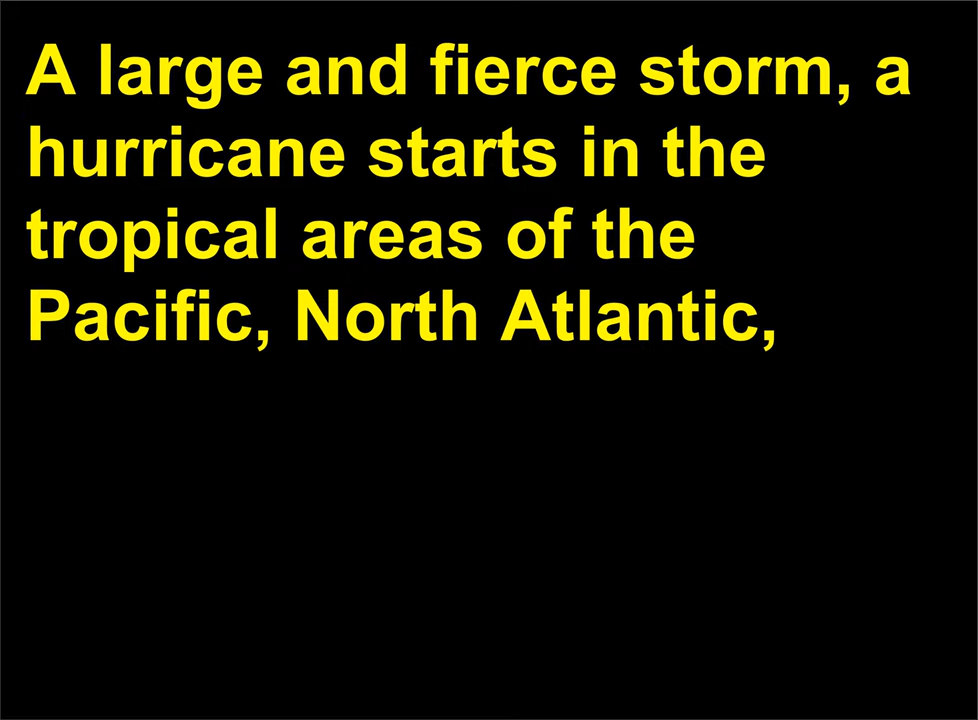 A large and fierce storm, a
hurricane starts in the
tropical areas of the
Pacific, North Atlantic,